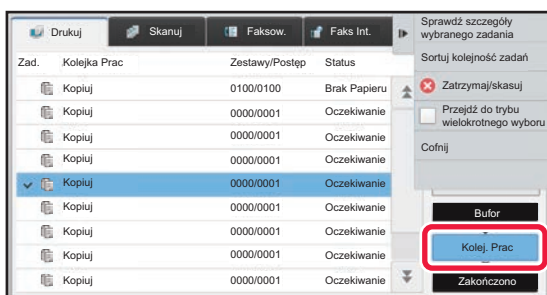 Drukuj Skanuj Faksow. Faks Int.
Zad. Kolejka Prac Zestawy/Postęp Status
Kopiuj 0100/0100 Brak Papieru
Kopiuj 0000/0001 Oczekiwanie
Kopiuj 0000/0001 Oczekiwanie
Kopiuj 0000/0001 Oczekiwanie
Kopiuj 0000/0001 Oczekiwanie
Kopiuj 0000/0001 Oczekiwanie
Kopiuj 0000/0001 Oczekiwanie
Kopiuj 0000/0001 Oczekiwanie
Kopiuj 0000/0001 Oczekiwanie
Sprawdź szczegóły
wybranego zadania
Sortuj kolejność zadań
Zatrzymaj/skasuj
Przejdź do trybu
wielokrotnego wyboru
Cofnij
Bufor
Kolej. Prac
Zakończono